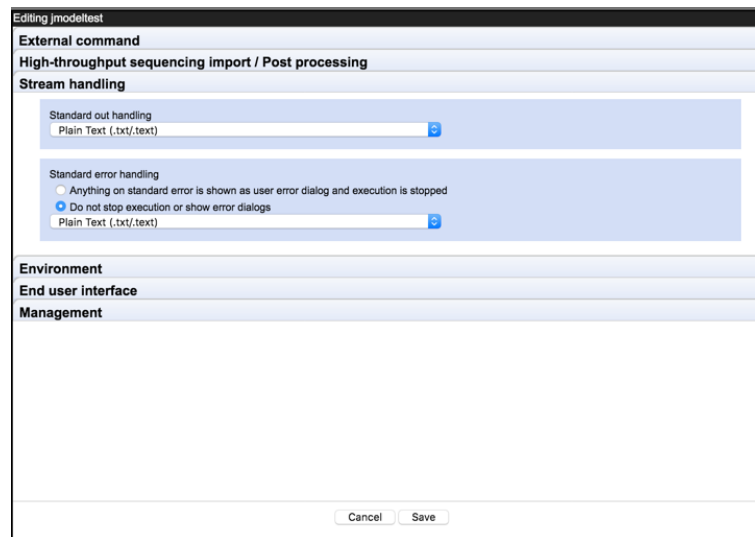 Editing jmodeltest
External command
High-throughput sequencing import / Post processing
Stream handling
Standard out handling
Plain Text (.txt/.text)
Standard error handling
Anything on standard error is shown as user error dialog and execution is stopped
Do not stop execution or show error dialogs
Plain Text (.txt/.text)
Environment
End user interface
Management
Cancel Save